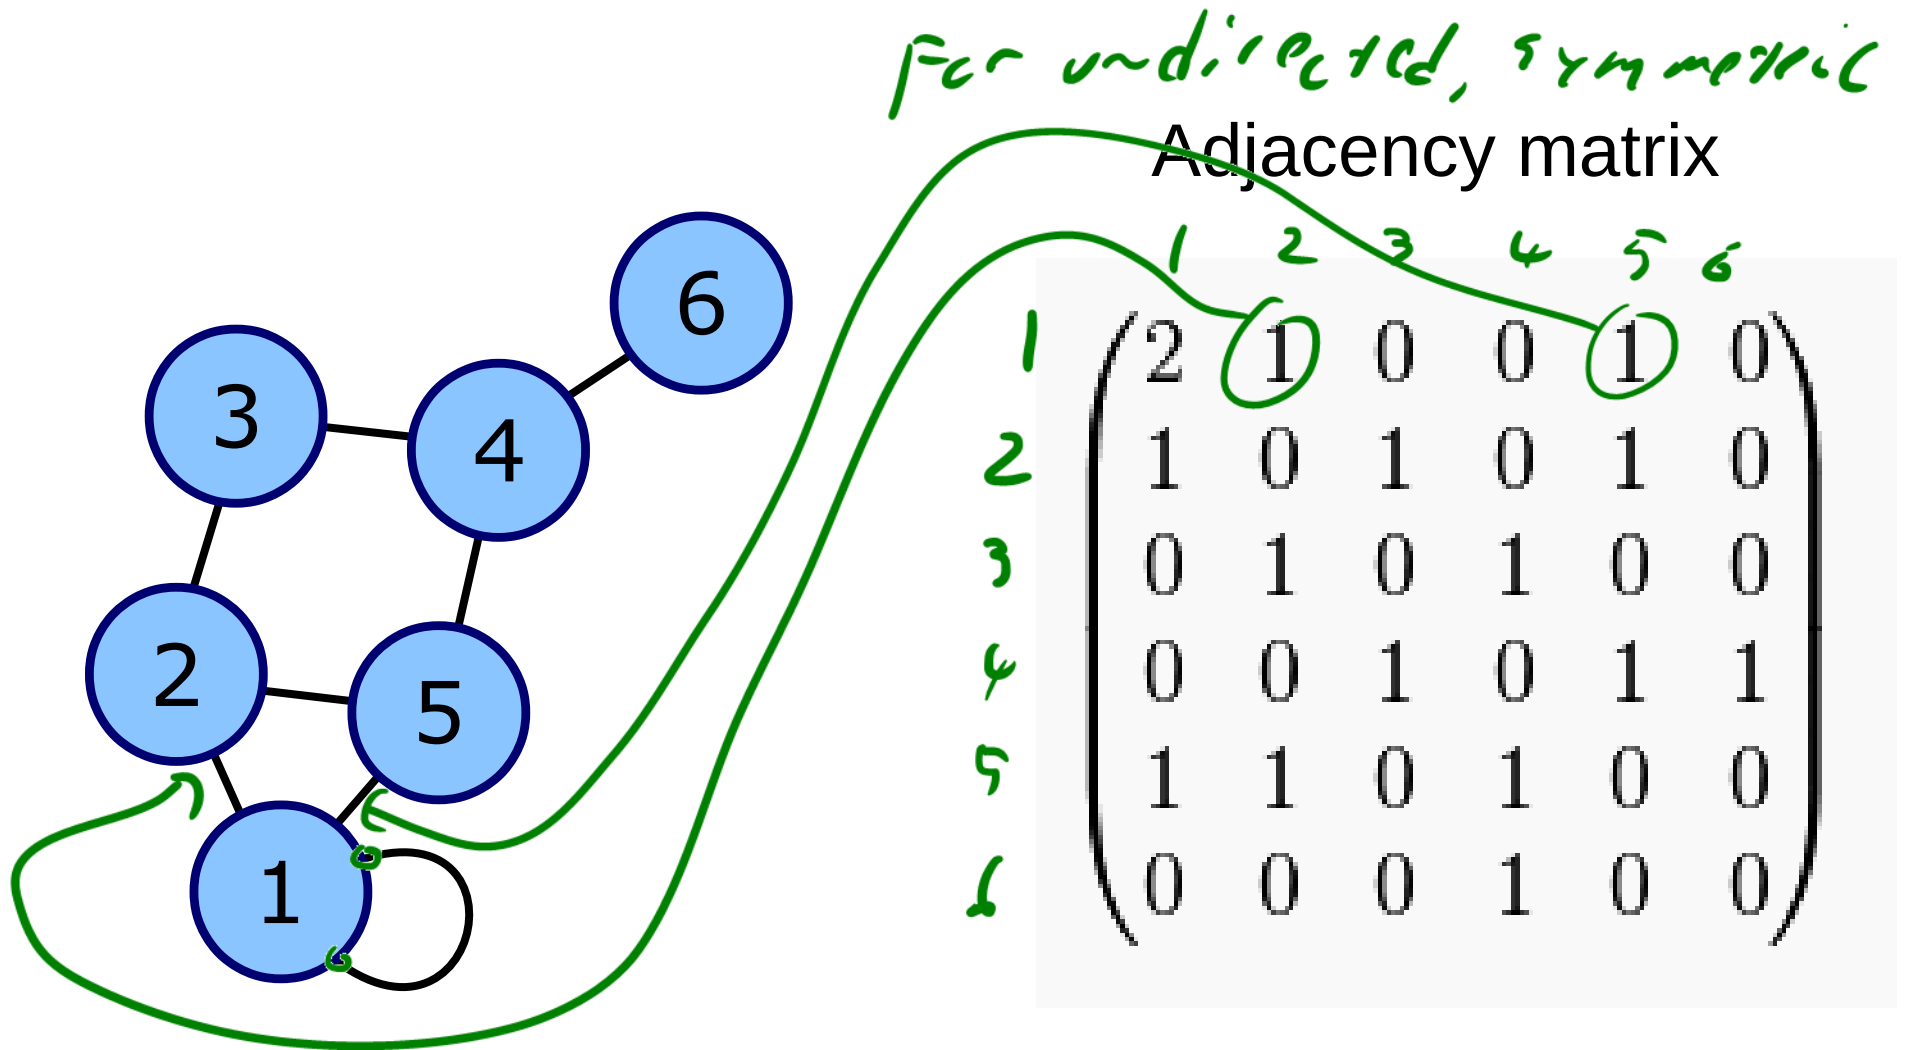 For undirected, symmetric
Adjacency matrix
1 2 3 4 5 6
1 2 1 0 0 1 0
2 1 0 1 0 1 0
3 0 1 0 1 0 0
4 0 0 1 0 1 1
5 1 1 0 1 0 0
6 0 0 0 1 0 0
6
3
4
2
5
1